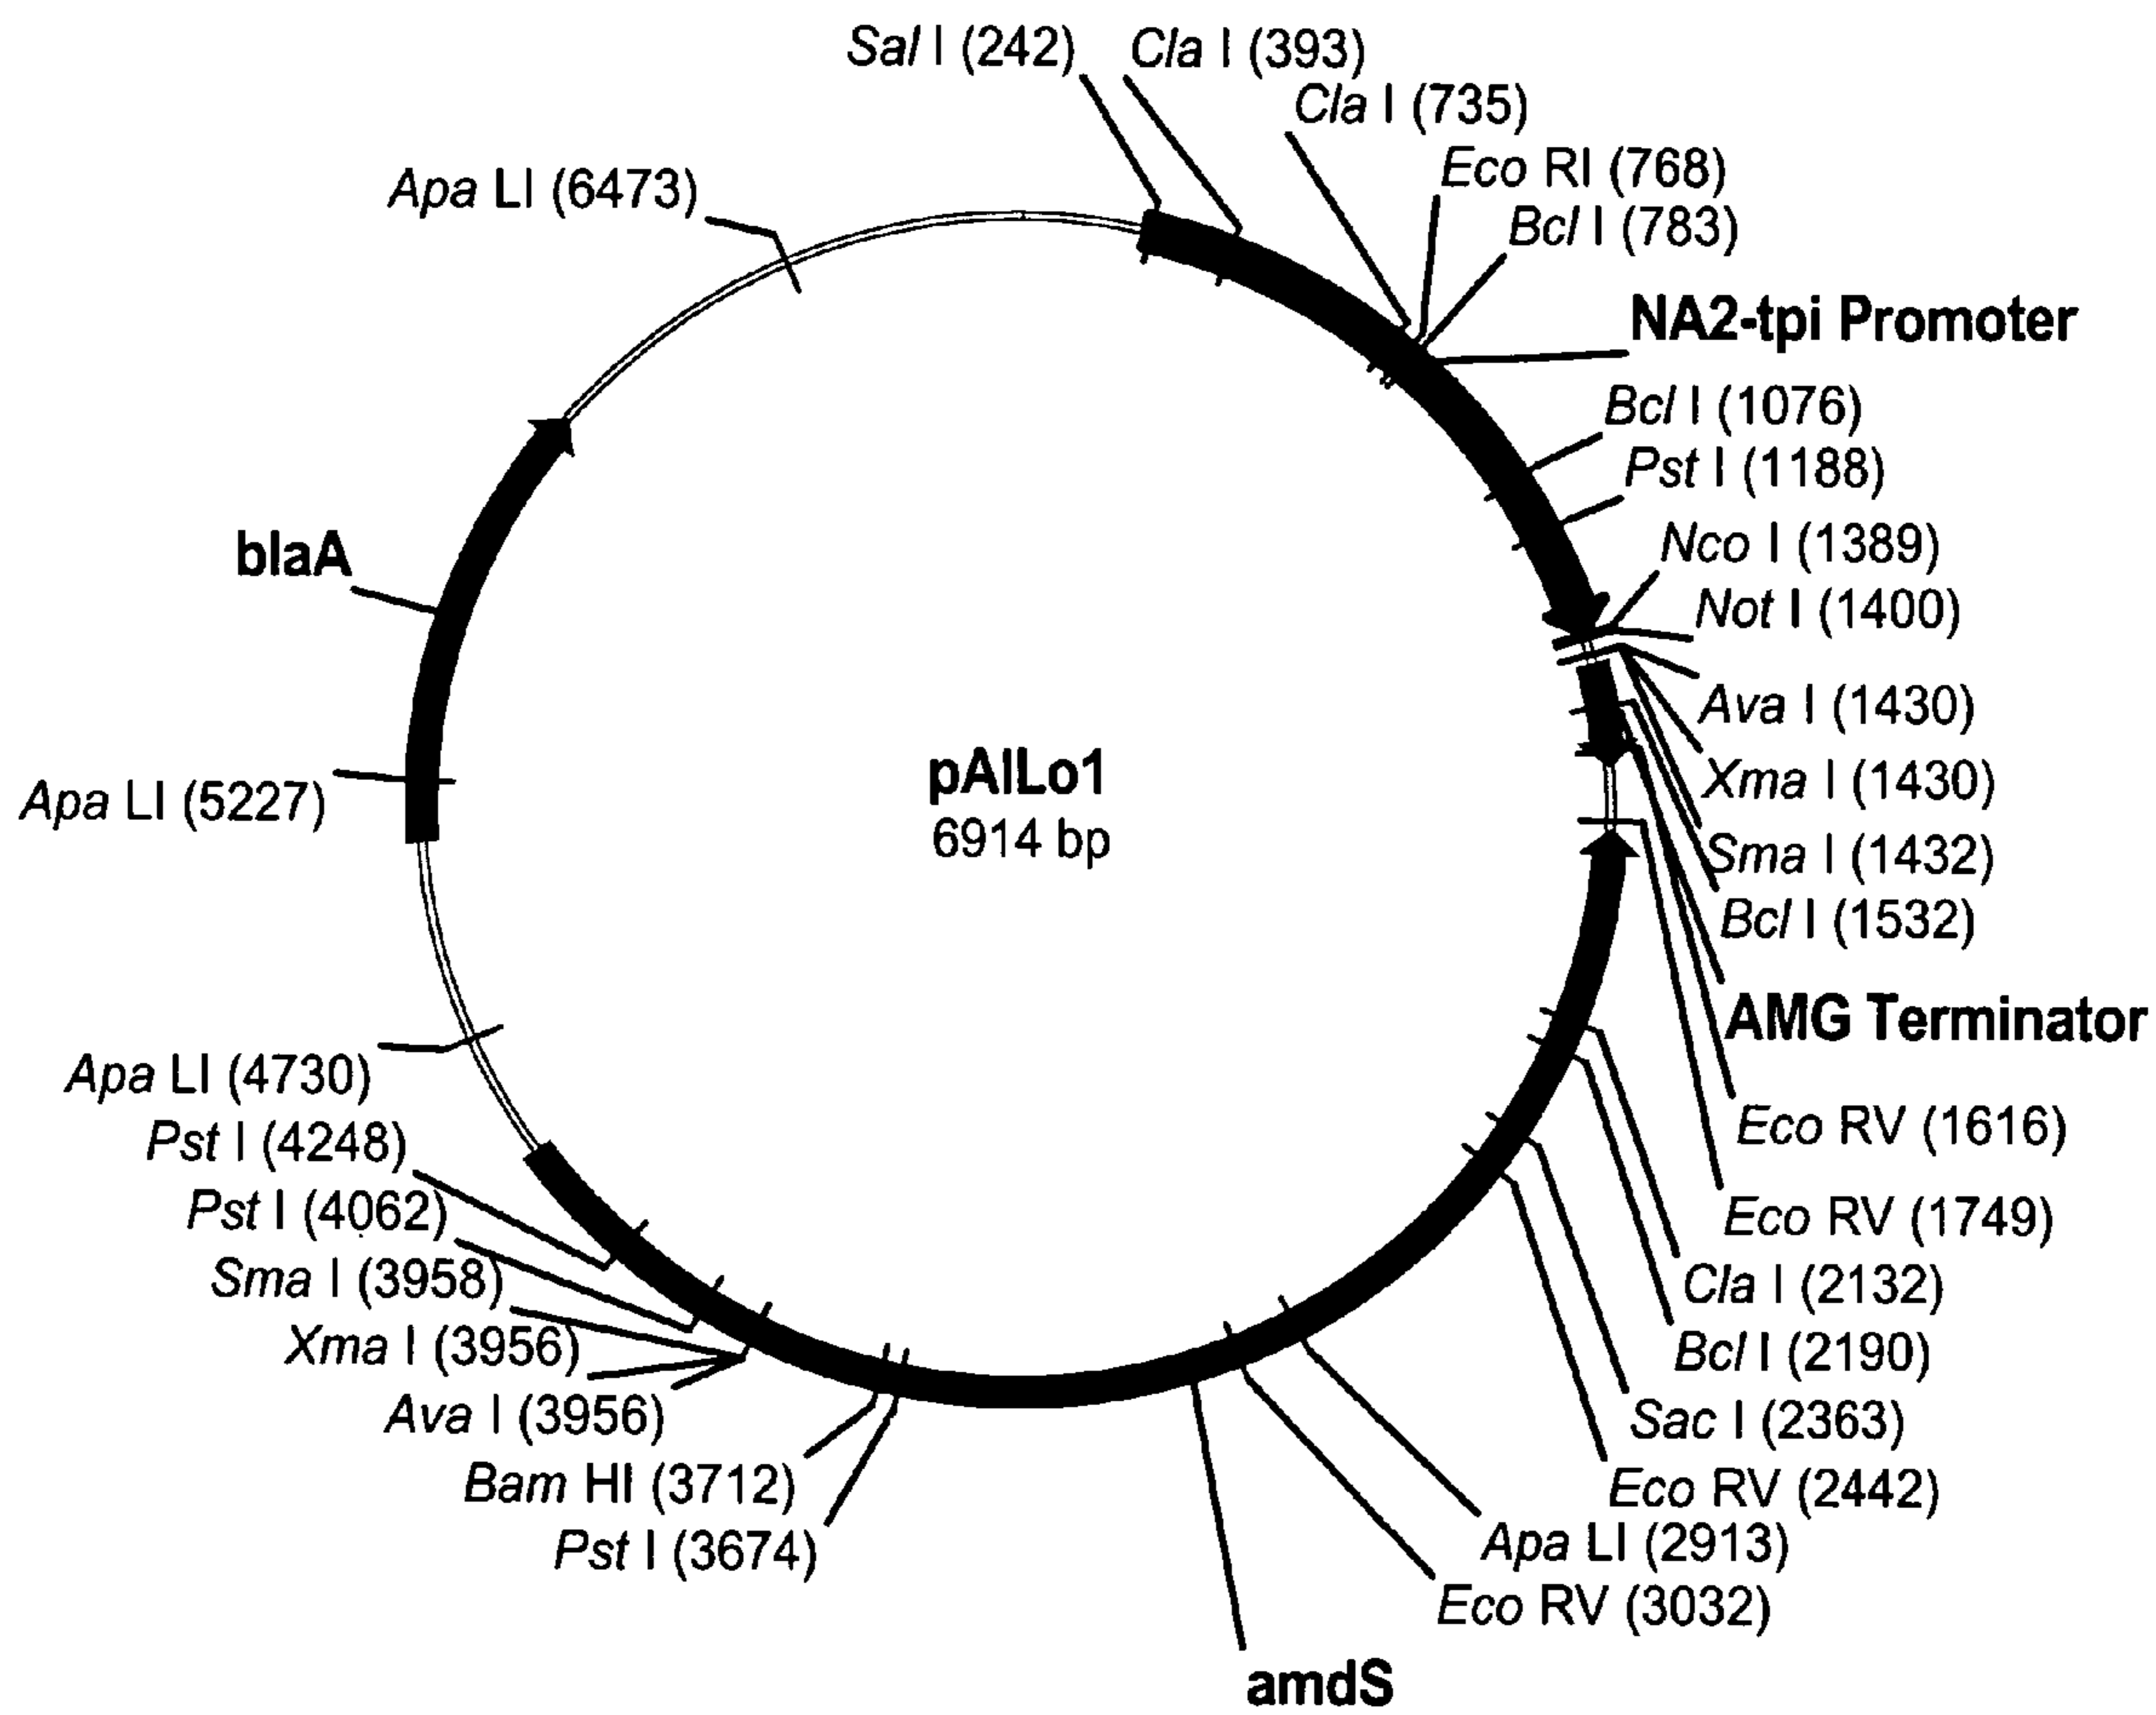 Sal I (242)
Cla I (393)
Cla I (735)
Eco RI (768)
Bcl I (783)
NA2-tpi Promoter
Bcl I (1076)
Pst I (1188)
Nco I (1389)
Not I (1400)
Ava I (1430)
Xma I (1430)
Sma I (1432)
Bcl I (1532)
AMG Terminator
Eco RV (1616)
Eco RV (1749)
Cla I (2132)
Bcl I (2190)
Sac I (2363)
Eco RV (2442)
Apa LI (2913)
Eco RV (3032)
amdS
Pst I (3674)
Bam HI (3712)
Ava I (3956)
Xma I (3956)
Sma I (3958)
Pst I (4062)
Pst I (4248)
Apa LI (4730)
Apa LI (5227)
blaA
Apa LI (6473)
pAILo1
6914 bp